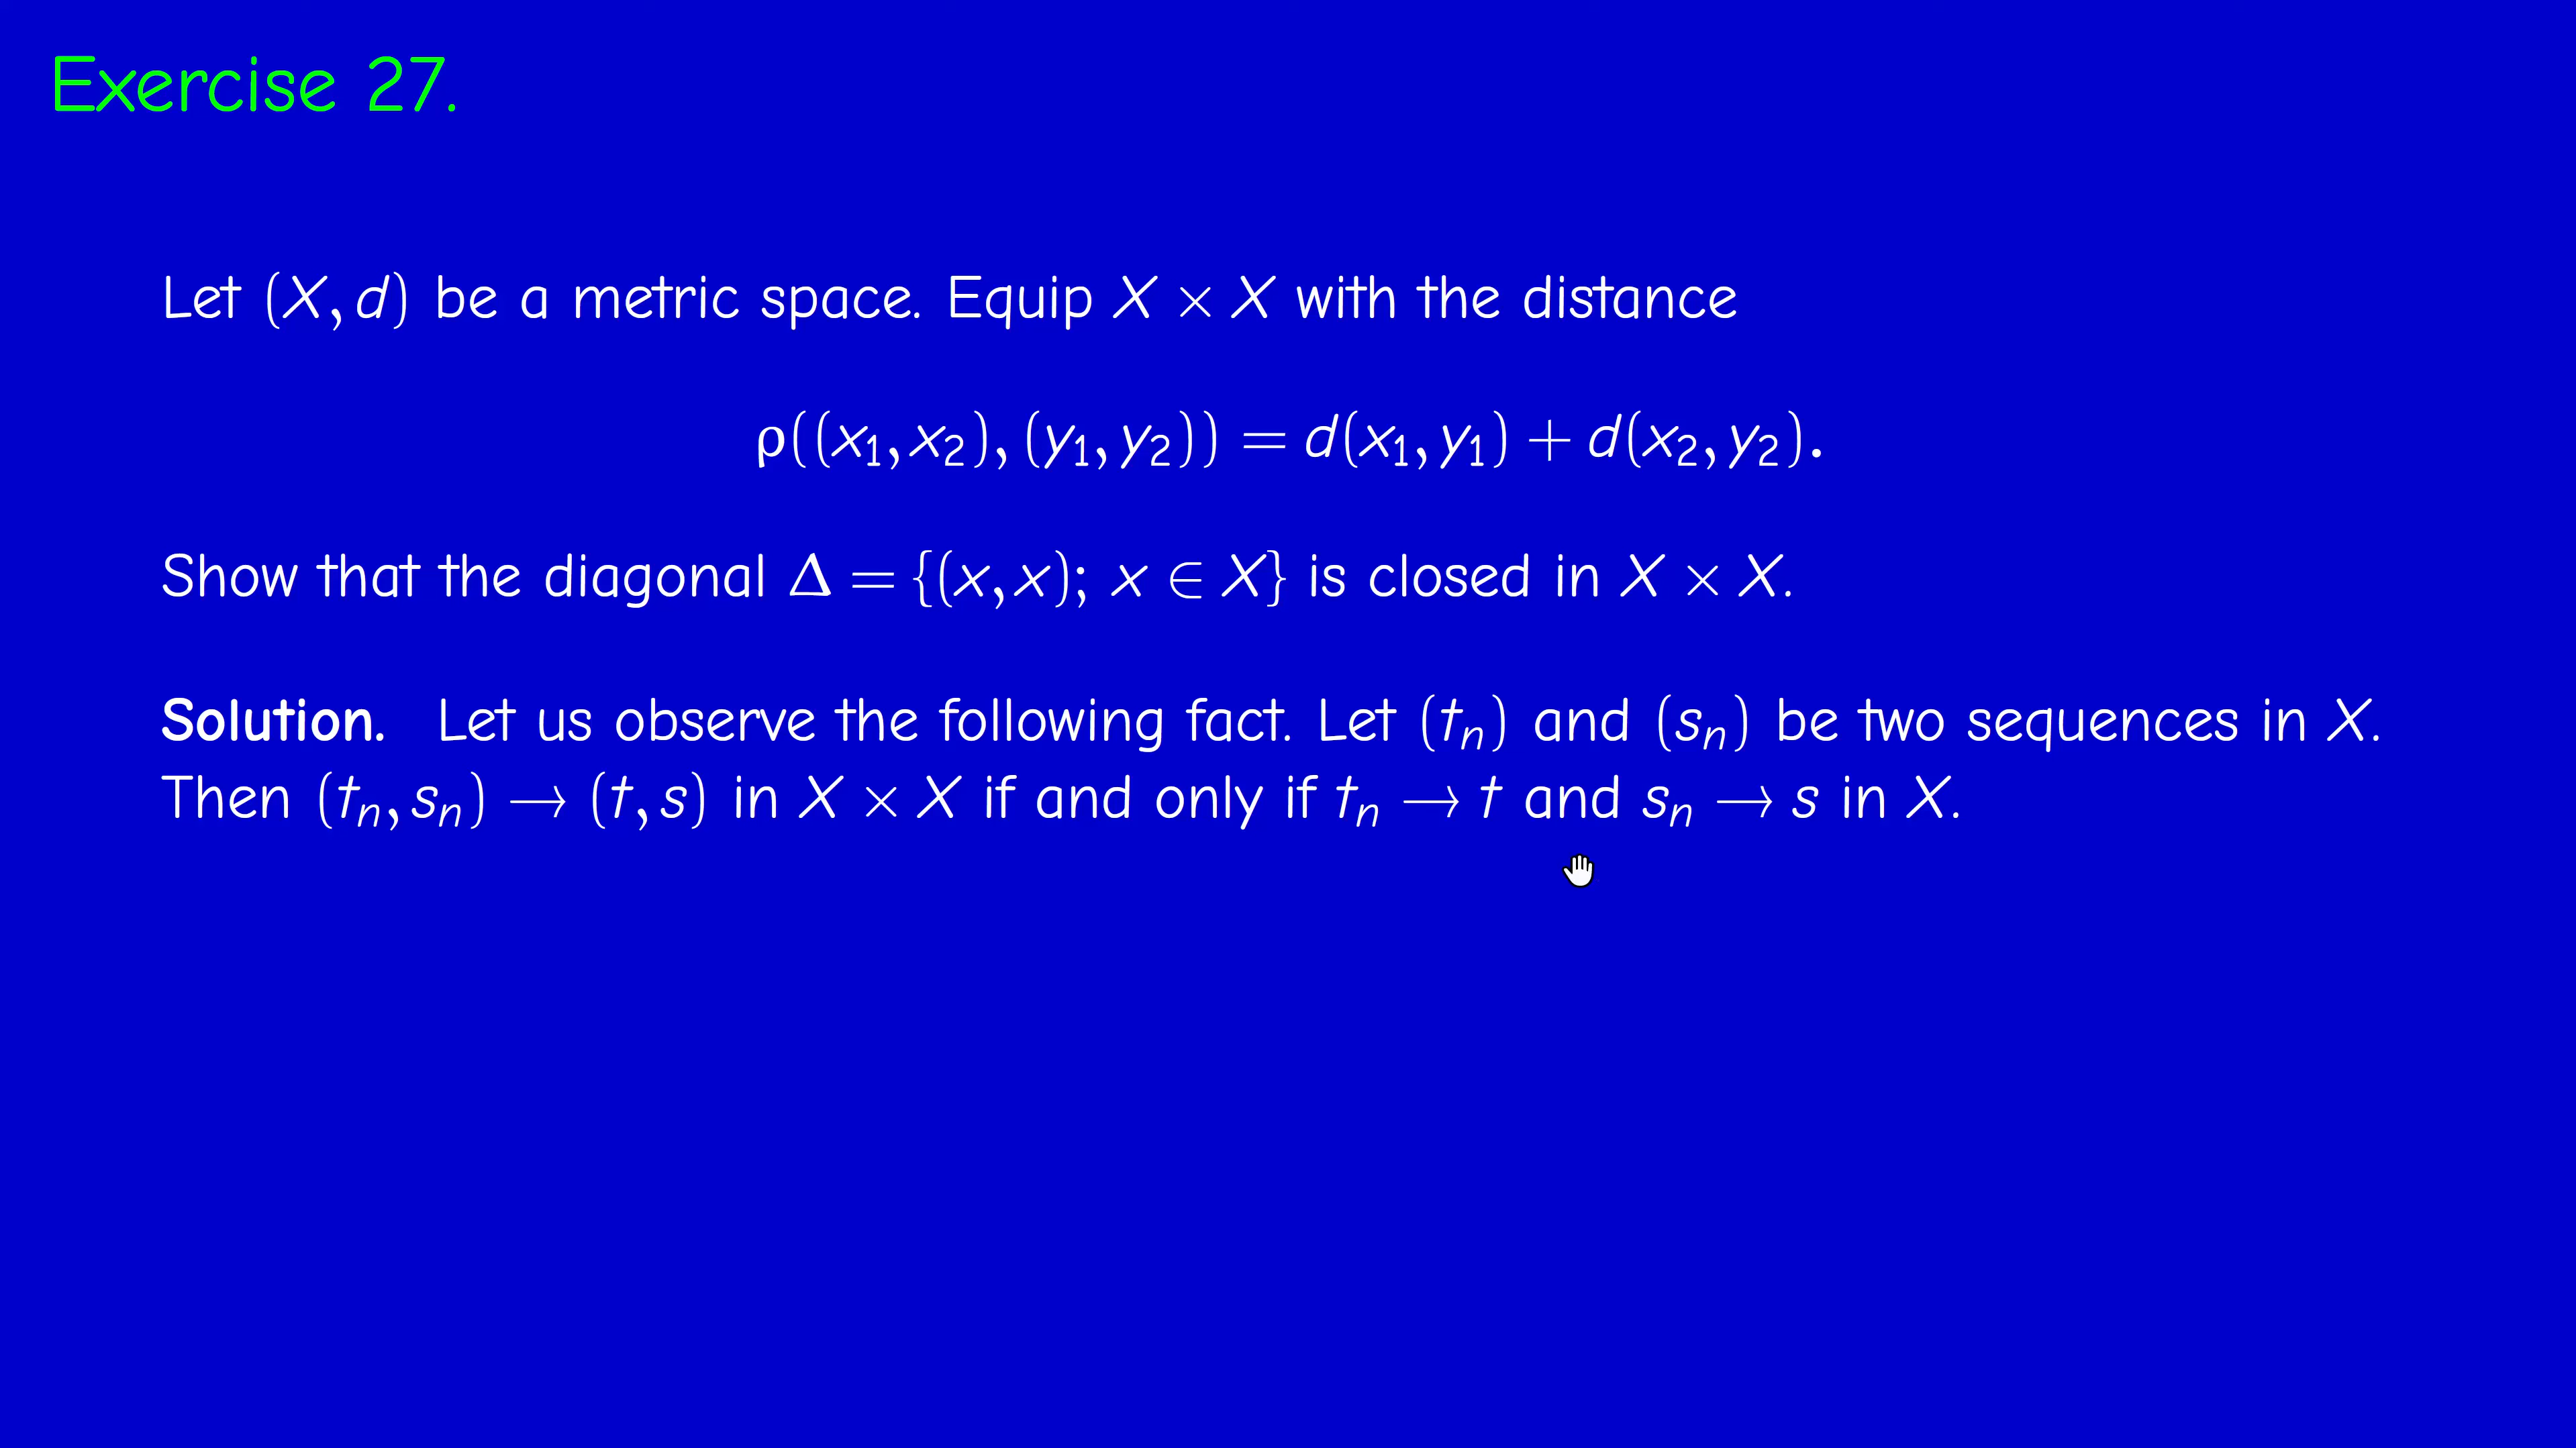 Exercise 27.
Let (X, d) be a metric space. Equip X × X with the distance
ρ((x₁, x₂), (y₁, y₂)) = d(x₁, y₁) + d(x₂, y₂).
Show that the diagonal Δ = {(x, x); x ∈ X} is closed in X × X.
Solution. Let us observe the following fact. Let (tₙ) and (sₙ) be two sequences in X.
Then (tₙ, sₙ) → (t, s) in X × X if and only if tₙ → t and sₙ → s in X.